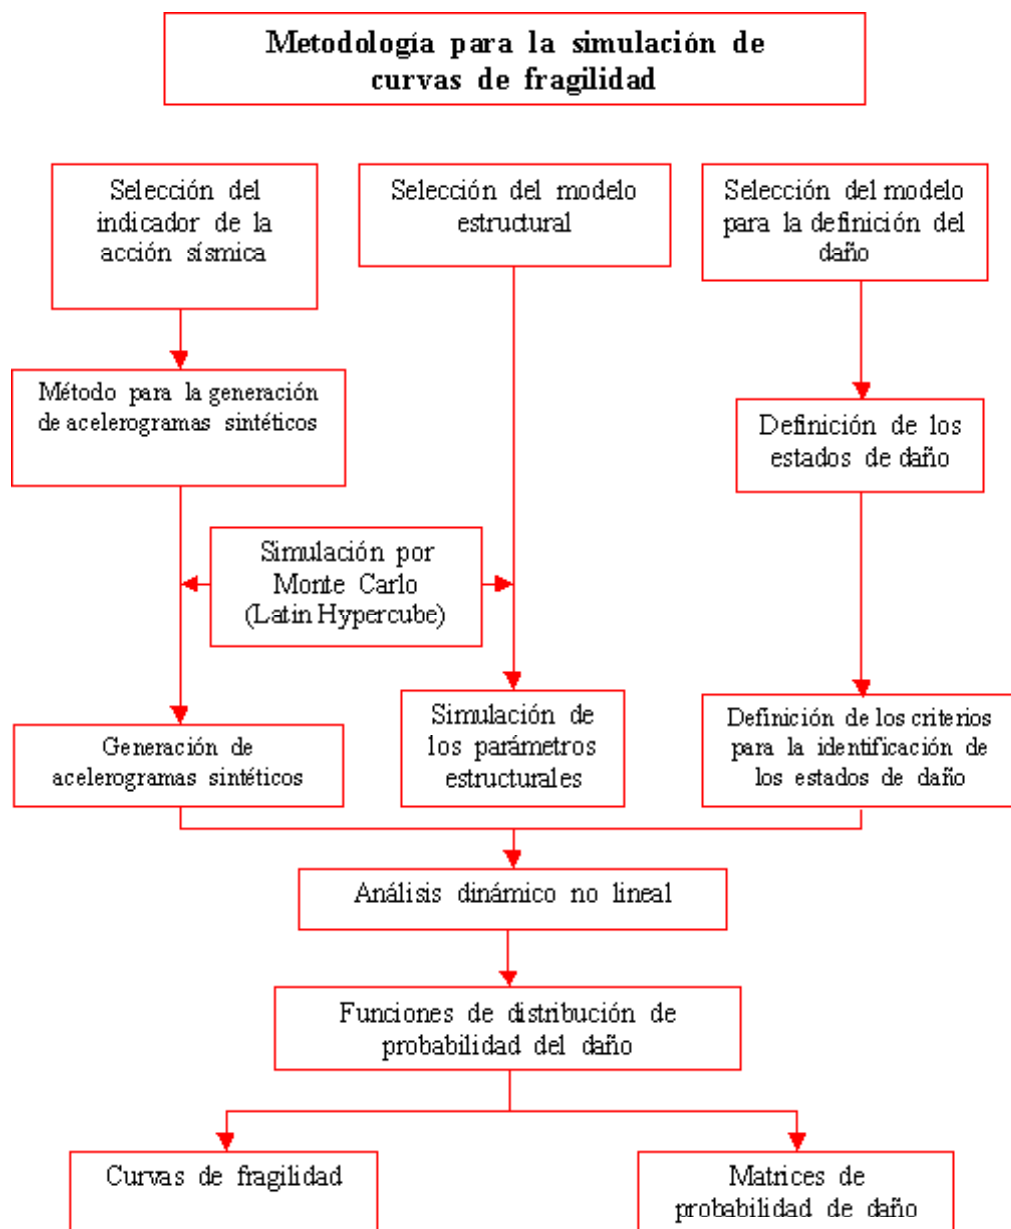 Metodología para la simulación de
curvas de fragilidad
Selección del
indicador de la
acción sísmica
Selección del modelo
estructural
Selección del modelo
para la definición del
daño
Método para la generación
de acelerogramas sintéticos
Definición de los
estados de daño
Simulación por
Monte Carlo
(Latin Hypercube)
Generación de
acelerogramas sintéticos
Simulación de
los parámetros
estructurales
Definición de los criterios
para la identificación de
los estados de daño
Análisis dinámico no lineal
Funciones de distribución de
probabilidad del daño
Curvas de fragilidad
Matrices de
probabilidad de daño